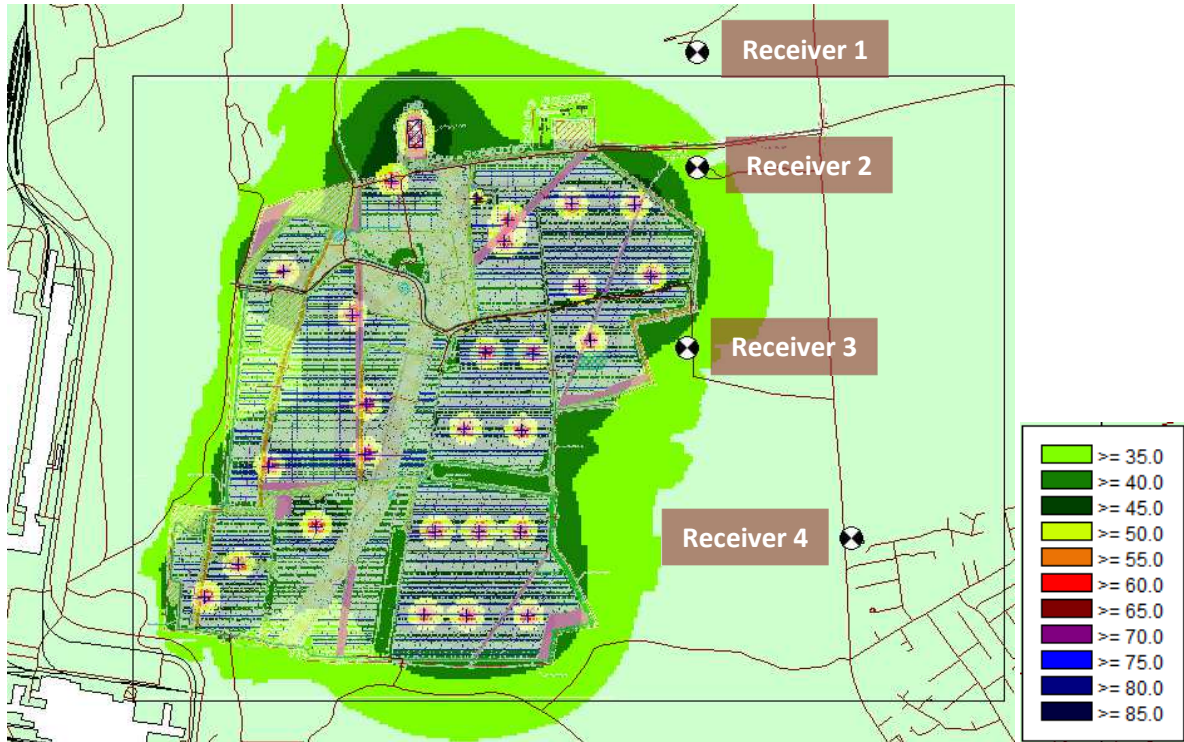 Receiver 1
Receiver 2
Receiver 3
Receiver 4
>= 35.0
>= 40.0
>= 45.0
>= 50.0
>= 55.0
>= 60.0
>= 65.0
>= 70.0
>= 75.0
>= 80.0
>= 85.0